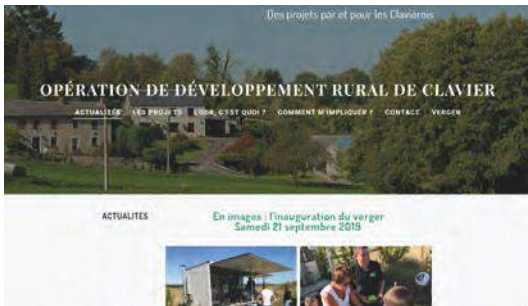 Des projets par et pour les Claviérois
OPÉRATION DE DÉVELOPPEMENT RURAL DE CLAVIER
ACTUALITÉS LES PROJETS L'ODR, C'EST QUOI ? COMMENT M'IMPLIQUER ? CONTACT VERGER
ACTUALITÉS
En images : l'inauguration du verger
Samedi 21 septembre 2019